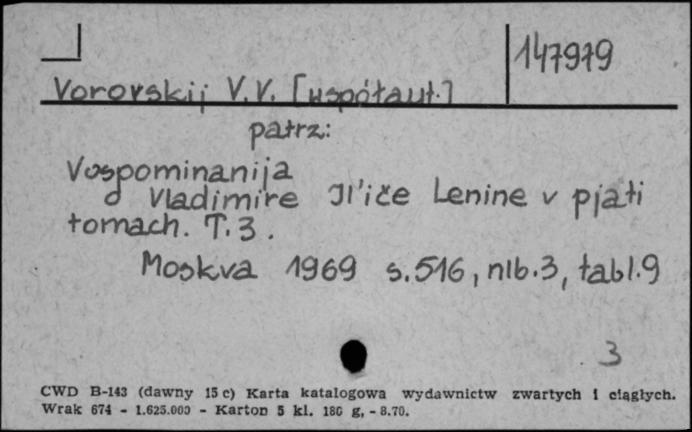 147979
Vorovskij V.V. [współaut.]
patrz:
Vospominanija
o Vladimire Il'iče Lenine v pjati
tomach. T.3.
Moskva 1969 s.516, nlb.3, tabl.9
3
CWD B-143 (dawny 15 c) Karta katalogowa wydawnictw zwartych i ciągłych.
Wrak 674 - 1.625.000 - Karton 5 kl. 180 g, - 8.70.